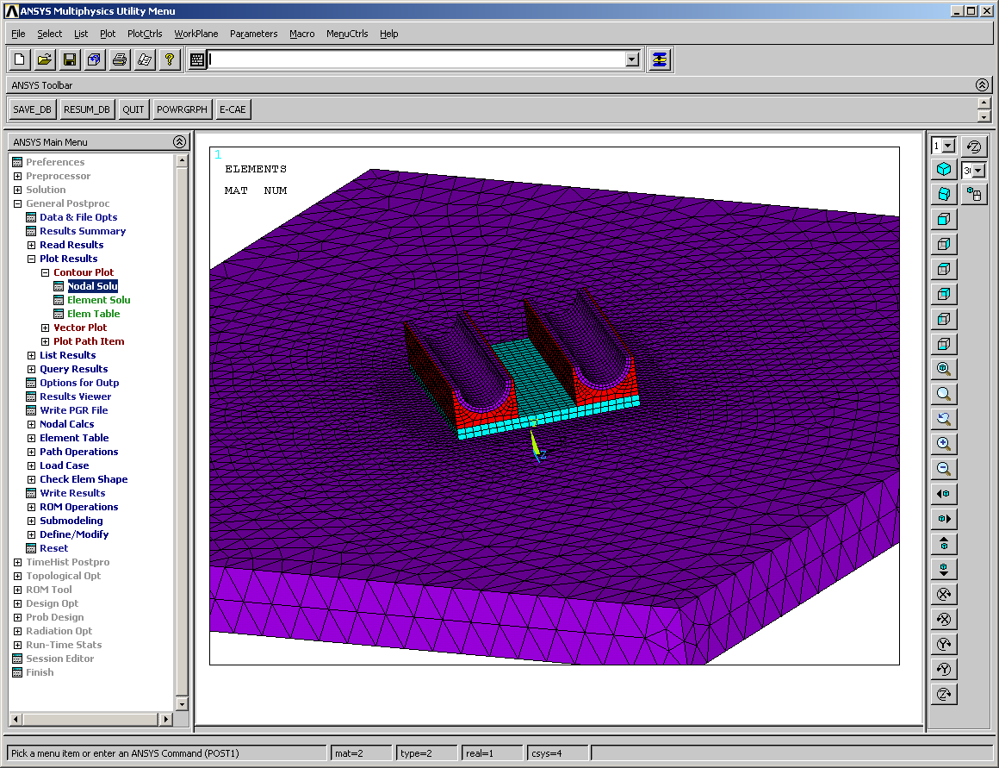 ANSYS Multiphysics Utility Menu
File Select List Plot PlotCtrls WorkPlane Parameters Macro MenuCtrls Help
ANSYS Toolbar
SAVE_DB RESUM_DB QUIT POWRGRPH E-CAE
ANSYS Main Menu
Preferences
Preprocessor
Solution
General Postproc
Data & File Opts
Results Summary
Read Results
Plot Results
Contour Plot
Nodal Solu
Element Solu
Elem Table
Vector Plot
Plot Path Item
List Results
Query Results
Options for Outp
Results Viewer
Write PGR File
Nodal Calcs
Element Table
Path Operations
Load Case
Check Elem Shape
Write Results
ROM Operations
Submodeling
Define/Modify
Reset
TimeHist Postpro
Topological Opt
ROM Tool
Design Opt
Prob Design
Radiation Opt
Run-Time Stats
Session Editor
Finish
1
ELEMENTS
MAT NUM
Z
1
Pick a menu item or enter an ANSYS Command (POST1) mat=2 type=2 real=1 csys=4